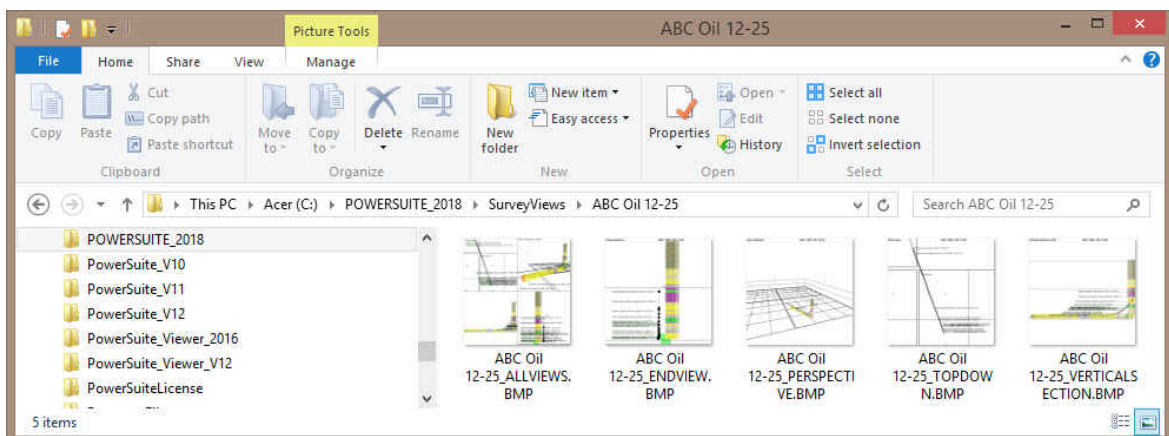 Picture Tools
ABC Oil 12-25
File Home Share View Manage
Copy
Paste
Cut
Copy path
Paste shortcut
Move to
Copy to
Delete
Rename
New folder
New item
Easy access
Properties
Open
Edit
History
Select all
Select none
Invert selection
Clipboard
Organize
New
Open
Select
This PC Acer (C:) POWERSUITE_2018 SurveyViews ABC Oil 12-25
Search ABC Oil 12-25
POWERSUITE_2018
PowerSuite_V10
PowerSuite_V11
PowerSuite_V12
PowerSuite_Viewer_2016
PowerSuite_Viewer_V12
PowerSuiteLicense
ABC Oil
12-25_ALLVIEWS.
BMP
ABC Oil
12-25_ENDVIEW.
BMP
ABC Oil
12-25_PERSPECTI
VE.BMP
ABC Oil
12-25_TOPDOW
N.BMP
ABC Oil
12-25_VERTICALS
ECTION.BMP
5 items